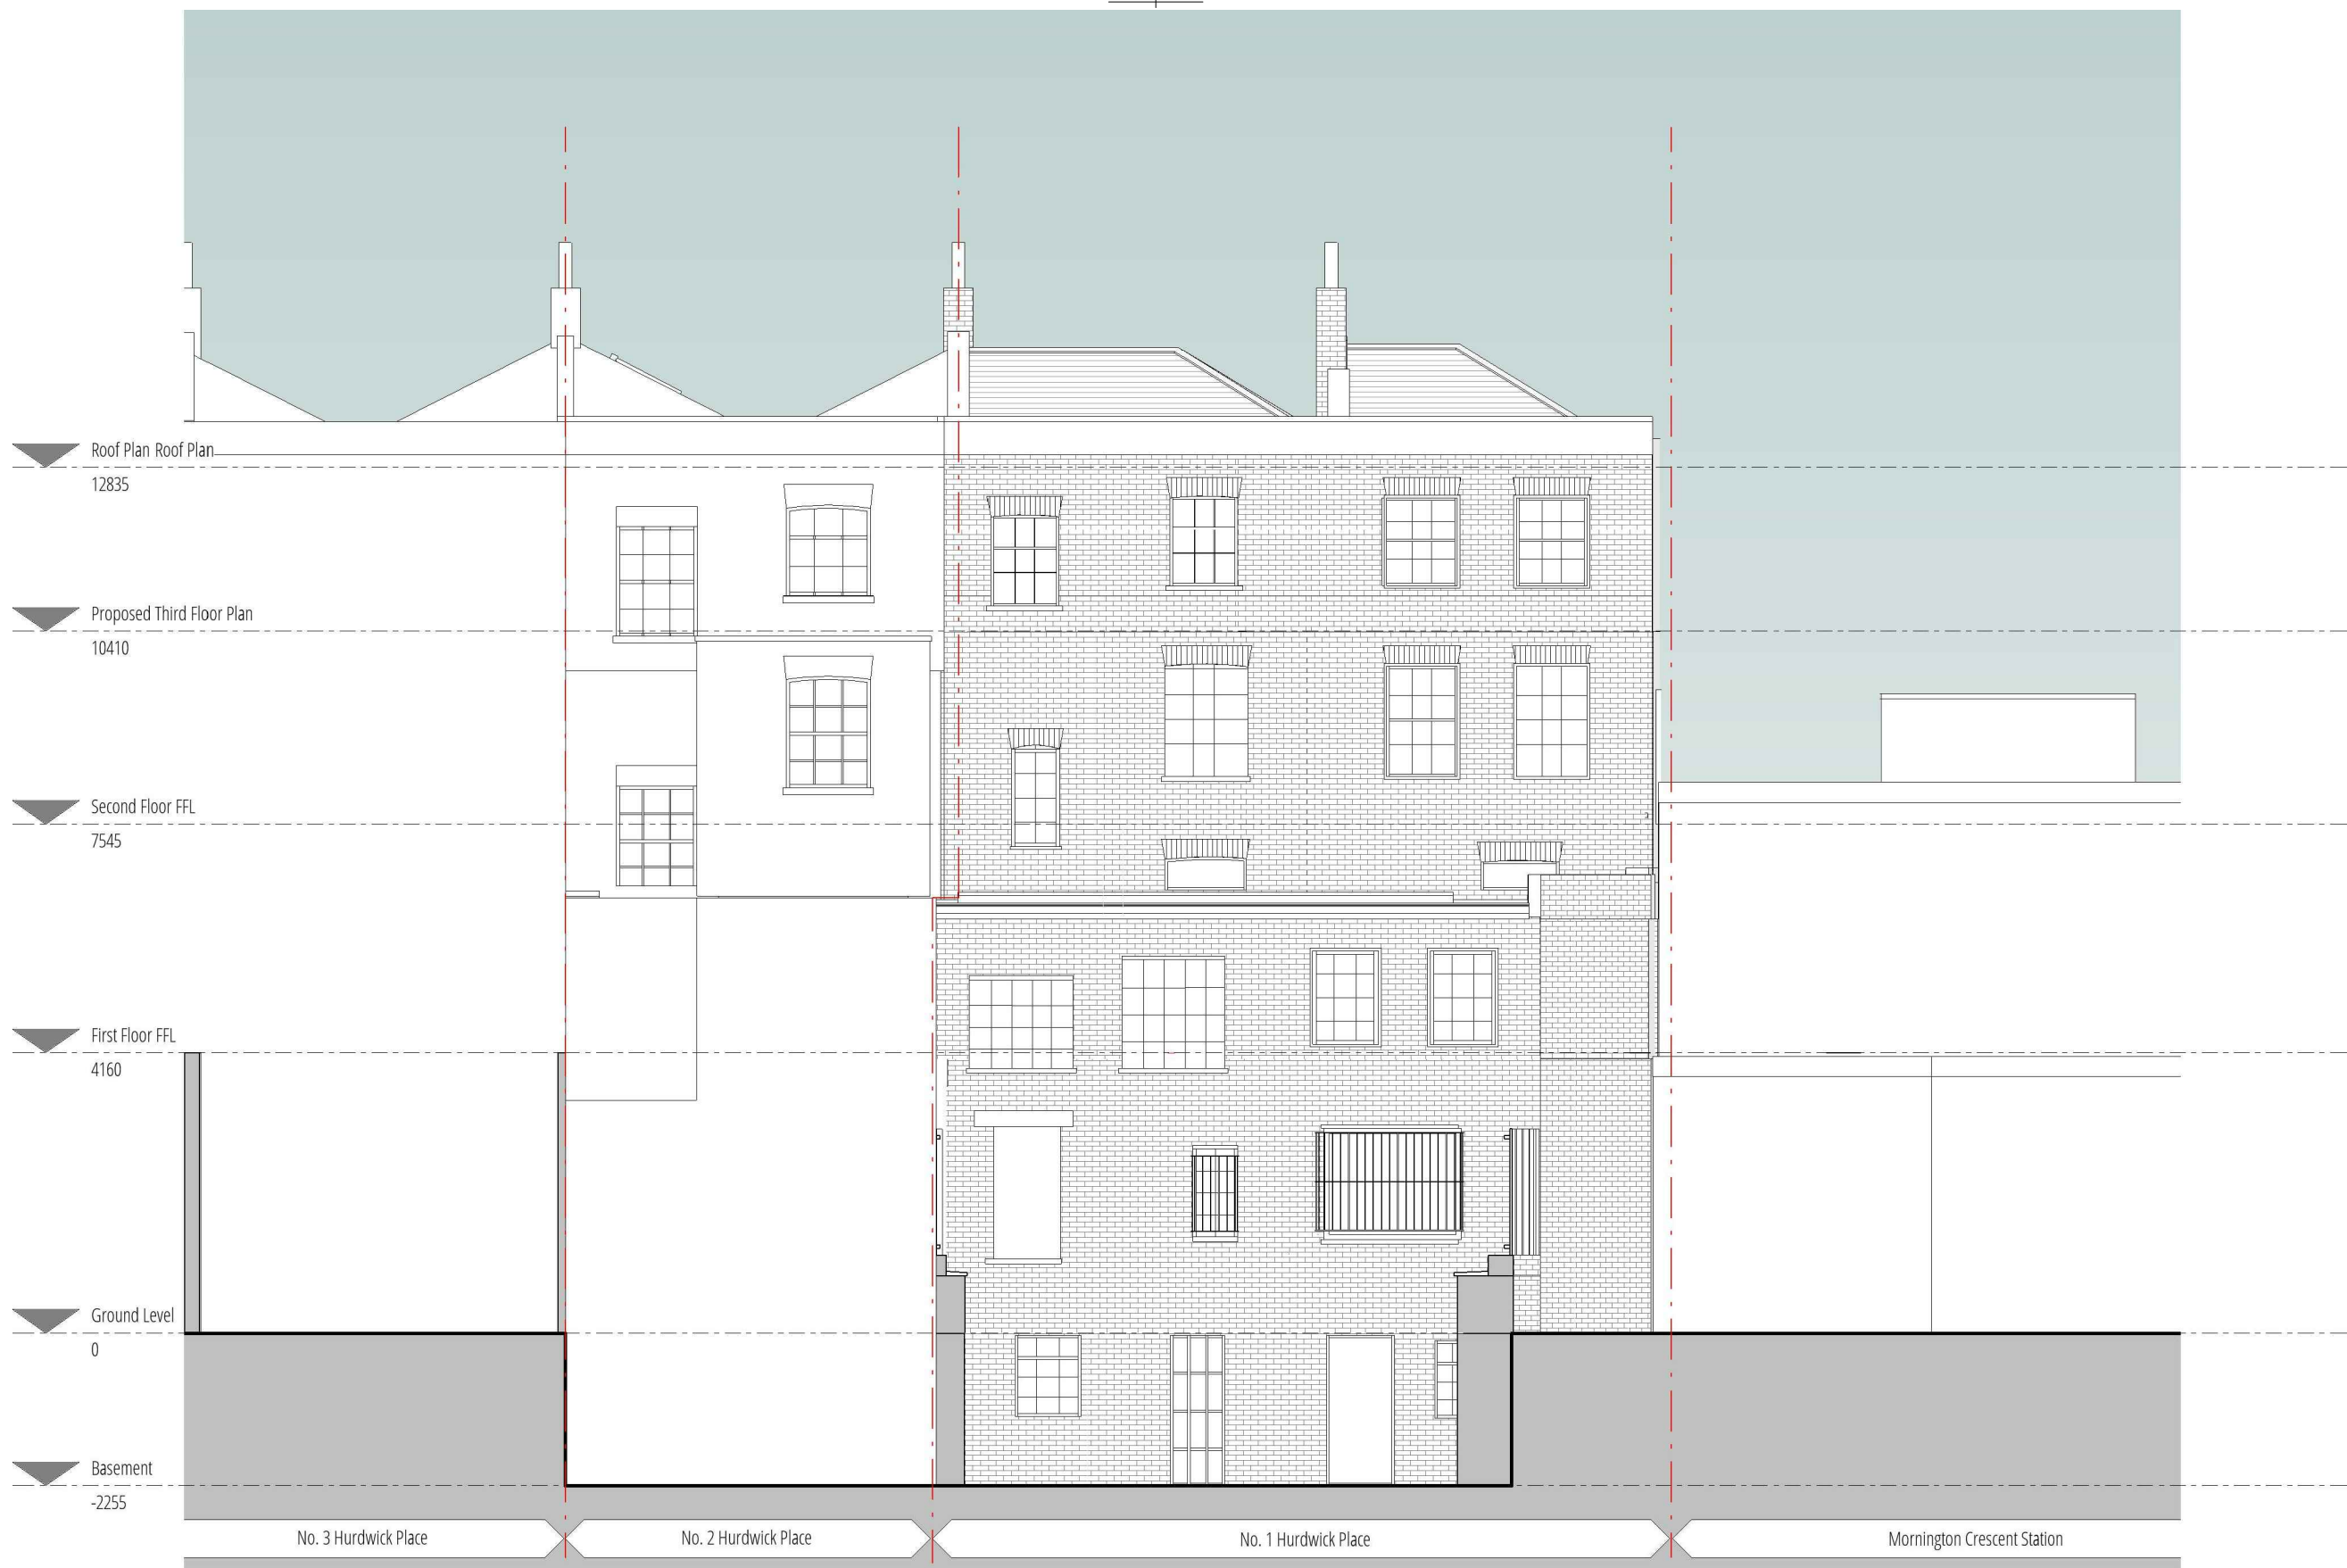 Roof Plan Roof Plan
12835
Proposed Third Floor Plan
10410
Second Floor FFL
7545
First Floor FFL
4160
Ground Level
0
Basement
-2255
No. 3 Hurdwick Place
No. 2 Hurdwick Place
No. 1 Hurdwick Place
Mornington Crescent Station